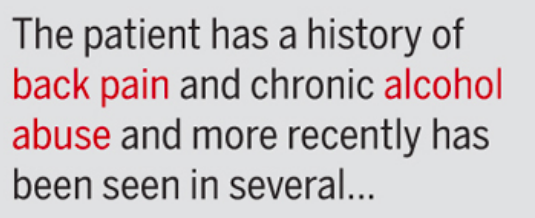 The patient has a history of
back pain and chronic alcohol
abuse and more recently has
been seen in several...